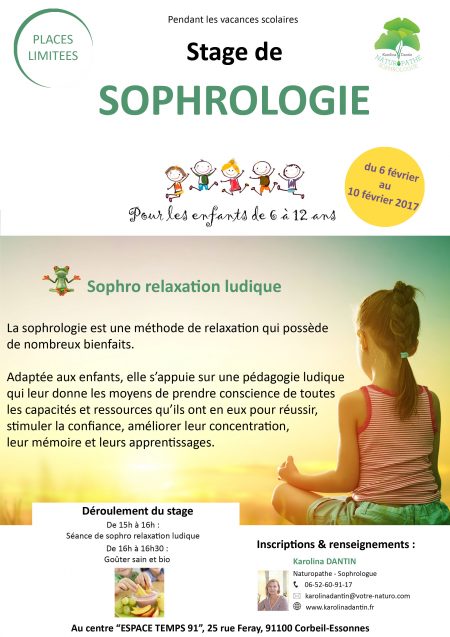 Pendant les vacances scolaires
PLACES
LIMITEES
Stage de
SOPHROLOGIE
Karolina Dantin
NATUROPATHE
du 6 février
au
10 février 2017
Pour les enfants de 6 à 12 ans
Sophro relaxation ludique
La sophrologie est une méthode de relaxation qui possède
de nombreux bienfaits.
Adaptée aux enfants, elle s’appuie sur une pédagogie ludique
qui leur donne les moyens de prendre conscience de toutes
les capacités et ressources qu’ils ont en eux pour réussir,
stimuler la confiance, améliorer leur concentration,
leur mémoire et leurs apprentissages.
Déroulement du stage
De 15h à 16h :
Séance de sophro relaxation ludique
De 16h à 16h30 :
Goûter sain et bio
Inscriptions & renseignements :
Karolina DANTIN
Naturopathe - Sophrologue
06-52-60-91-17
karolinadantin@votre-naturo.com
www.karolinadantin.fr
Au centre “ESPACE TEMPS 91”, 25 rue Feray, 91100 Corbeil-Essonnes